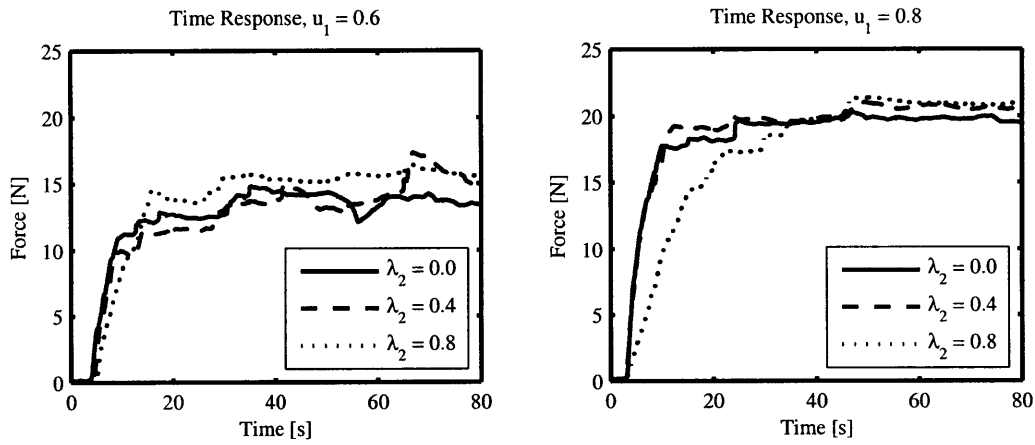 Time Response, u₁ = 0.6
25
20
15
10
5
0
Force [N]
λ₂ = 0.0
λ₂ = 0.4
λ₂ = 0.8
0 20 40 60 80
Time [s]
Time Response, u₁ = 0.8
25
20
15
10
5
0
Force [N]
λ₂ = 0.0
λ₂ = 0.4
λ₂ = 0.8
0 20 40 60 80
Time [s]